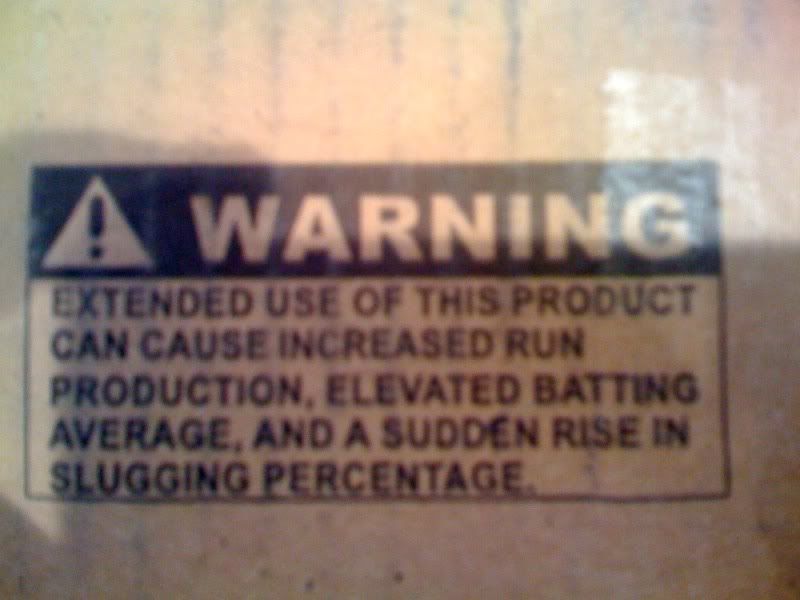 WARNING
EXTENDED USE OF THIS PRODUCT
CAN CAUSE INCREASED RUN
PRODUCTION, ELEVATED BATTING
AVERAGE, AND A SUDDEN RISE IN
SLUGGING PERCENTAGE.